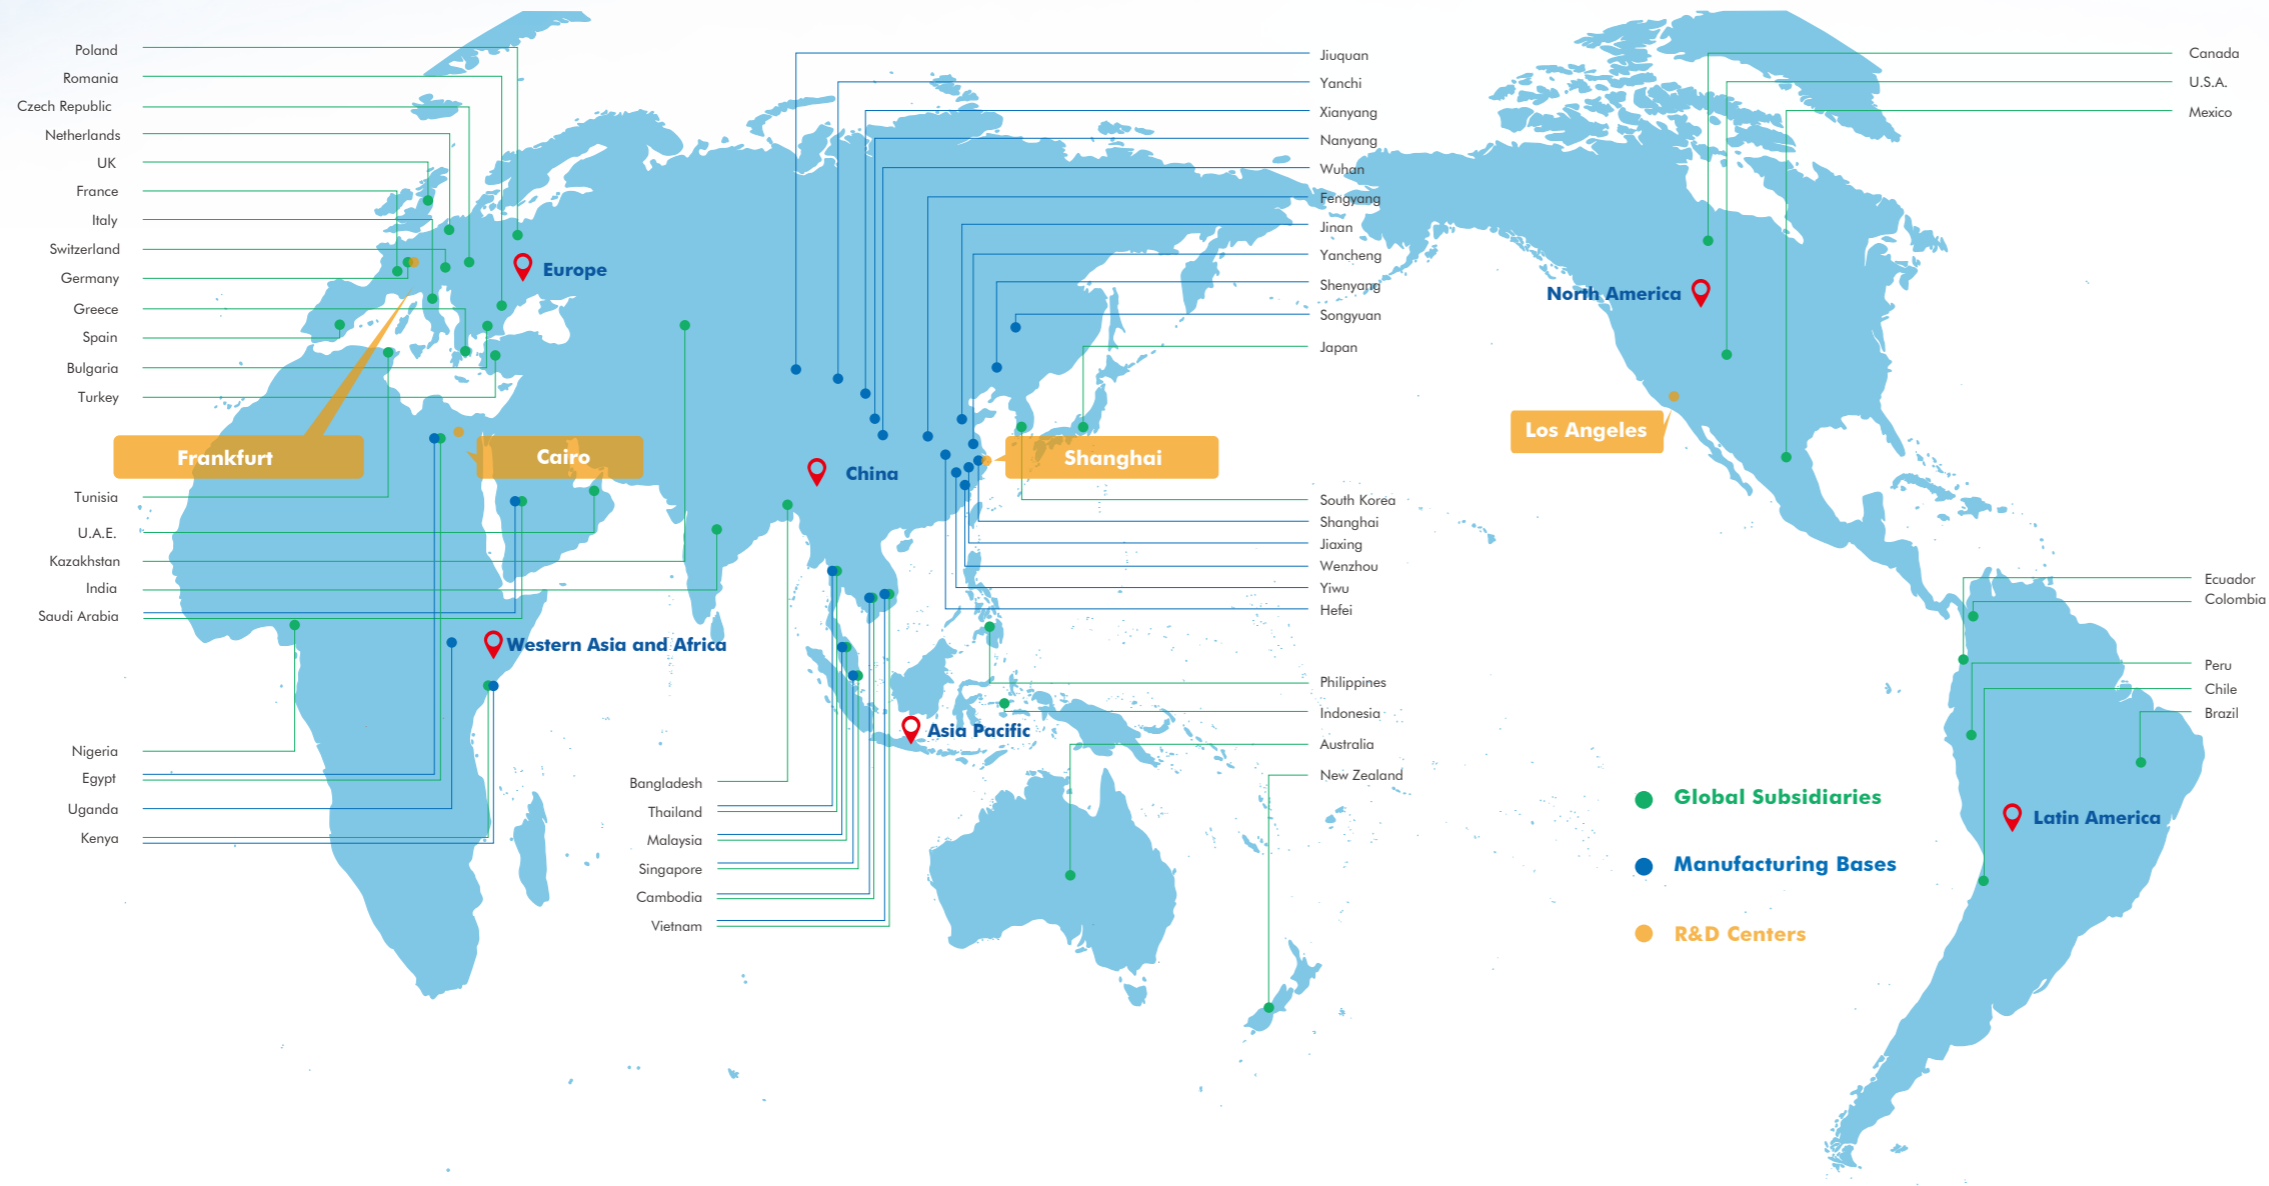 Poland
Romania
Czech Republic
Netherlands
UK
France
Italy
Switzerland
Germany
Greece
Spain
Bulgaria
Turkey
Frankfurt
Cairo
Tunisia
U.A.E.
Kazakhstan
India
Saudi Arabia
Nigeria
Egypt
Uganda
Kenya
Europe
Western Asia and Africa
China
Asia Pacific
Bangladesh
Thailand
Malaysia
Singapore
Cambodia
Vietnam
Jiuquan
Yanchi
Xianyang
Nanyang
Wuhan
Fengyang
Jinan
Yancheng
Shenyang
Songyuan
Japan
Shanghai
South Korea
Shanghai
Jiaxing
Wenzhou
Yiwu
Hefei
Philippines
Indonesia
Australia
New Zealand
North America
Los Angeles
Canada
U.S.A.
Mexico
Ecuador
Colombia
Peru
Chile
Brazil
Latin America
Global Subsidiaries
Manufacturing Bases
R&D Centers